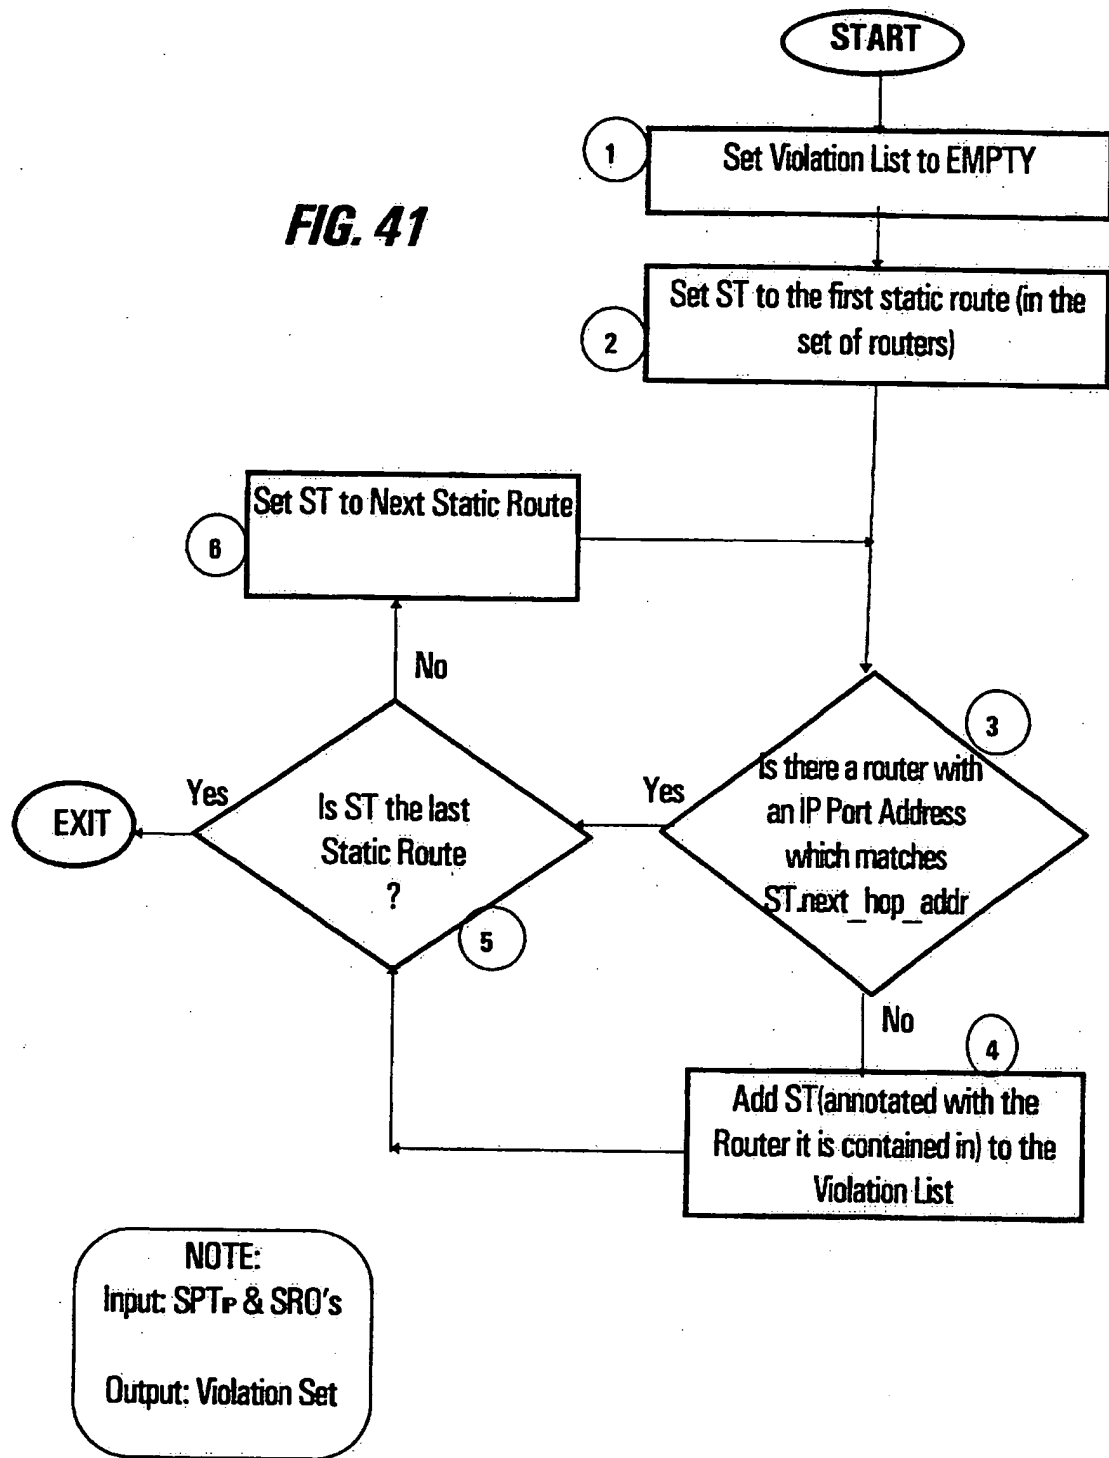 START
1
Set Violation List to EMPTY
FIG. 41
2
Set ST to the first static route (in the
set of routers)
6
Set ST to Next Static Route
No
3
Is there a router with
an IP Port Address
which matches
ST.next_hop_addr
Yes
Is ST the last
Static Route
?
Yes
EXIT
5
No
4
Add ST(annotated with the
Router it is contained in) to the
Violation List
NOTE:
Input: SPTIP & SRO's
Output: Violation Set